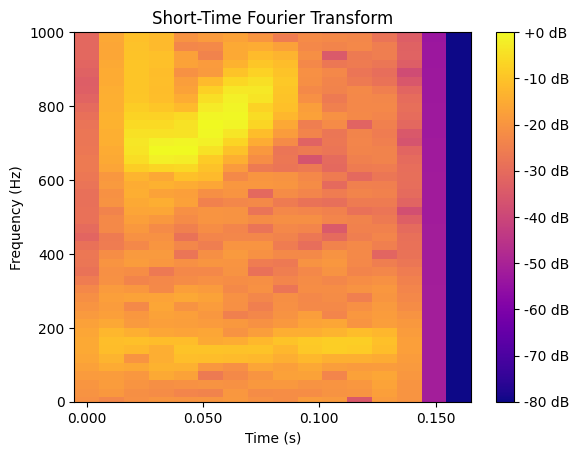 Short-Time Fourier Transform
1000
800
600
400
200
0
Frequency (Hz)
0.000
0.050
0.100
0.150
Time (s)
+0 dB
-10 dB
-20 dB
-30 dB
-40 dB
-50 dB
-60 dB
-70 dB
-80 dB